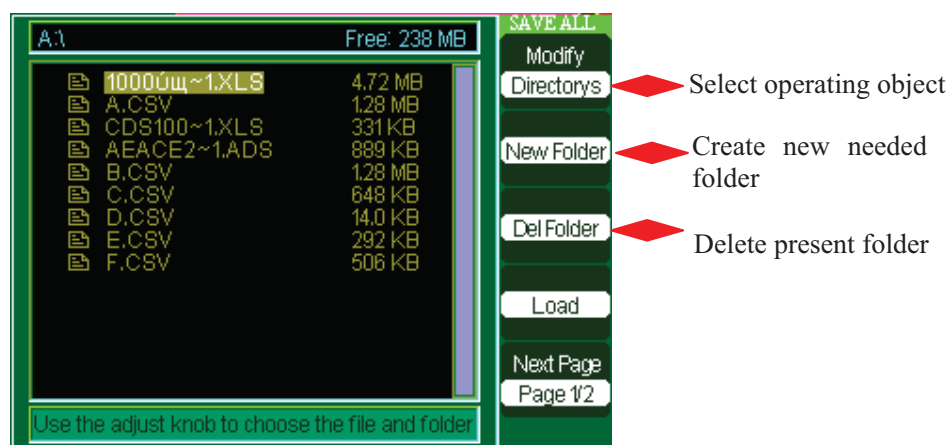 A:\ Free: 238 MB
1000úщ~1.XLS 4.72 MB
A.CSV 1.28 MB
CDS100~1.XLS 331 KB
AEACE2~1.ADS 889 KB
B.CSV 1.28 MB
C.CSV 648 KB
D.CSV 14.0 KB
E.CSV 292 KB
F.CSV 506 KB
Use the adjust knob to choose the file and folder
SAVE ALL
Modify
Directorys
New Folder
Del Folder
Load
Next Page
Page 1/2
Select operating object
Create new needed
folder
Delete present folder